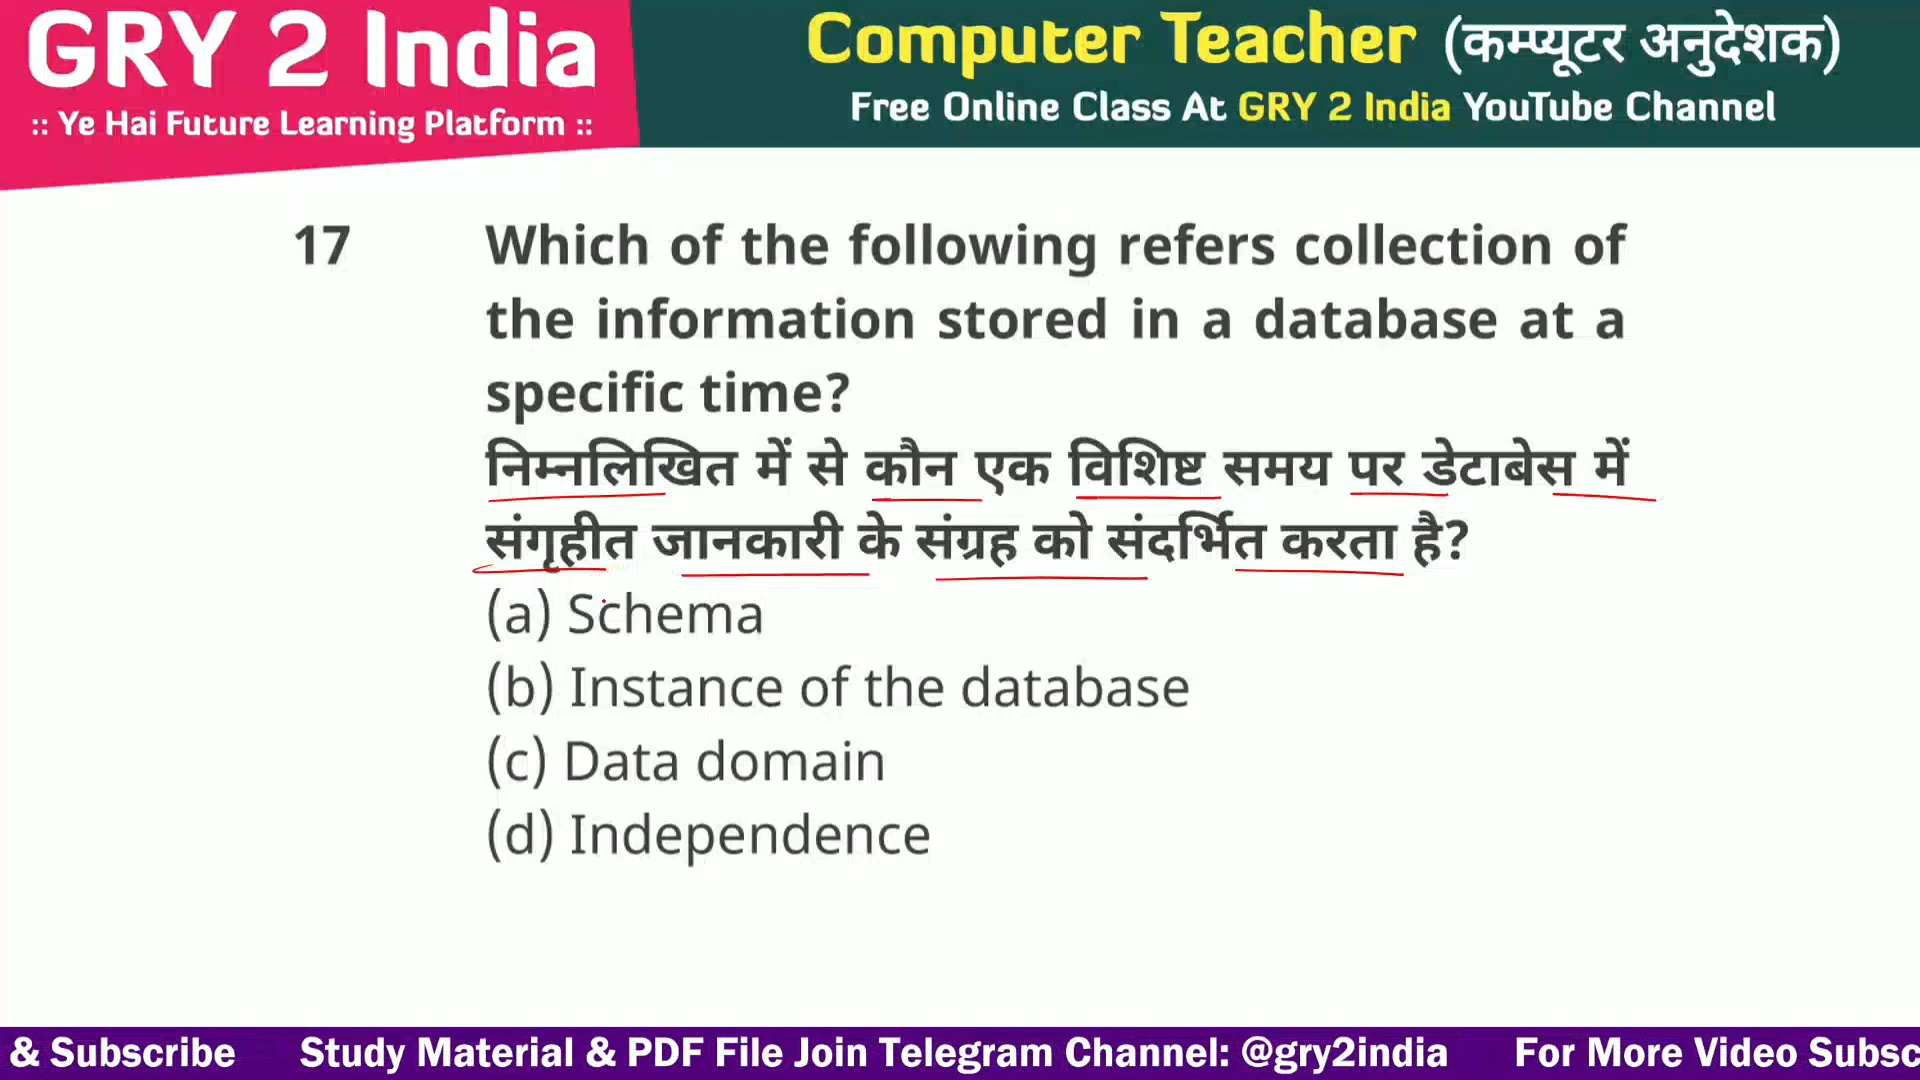 GRY 2 India
:: Ye Hai Future Learning Platform ::
Computer Teacher (कम्प्यूटर अनुदेशक)
Free Online Class At GRY 2 India YouTube Channel
17 Which of the following refers collection of
the information stored in a database at a
specific time?
निम्नलिखित में से कौन एक विशिष्ट समय पर डेटाबेस में
संगृहीत जानकारी के संग्रह को संदर्भित करता है?
(a) Schema
(b) Instance of the database
(c) Data domain
(d) Independence
& Subscribe Study Material & PDF File Join Telegram Channel: @gry2india For More Video Subsc